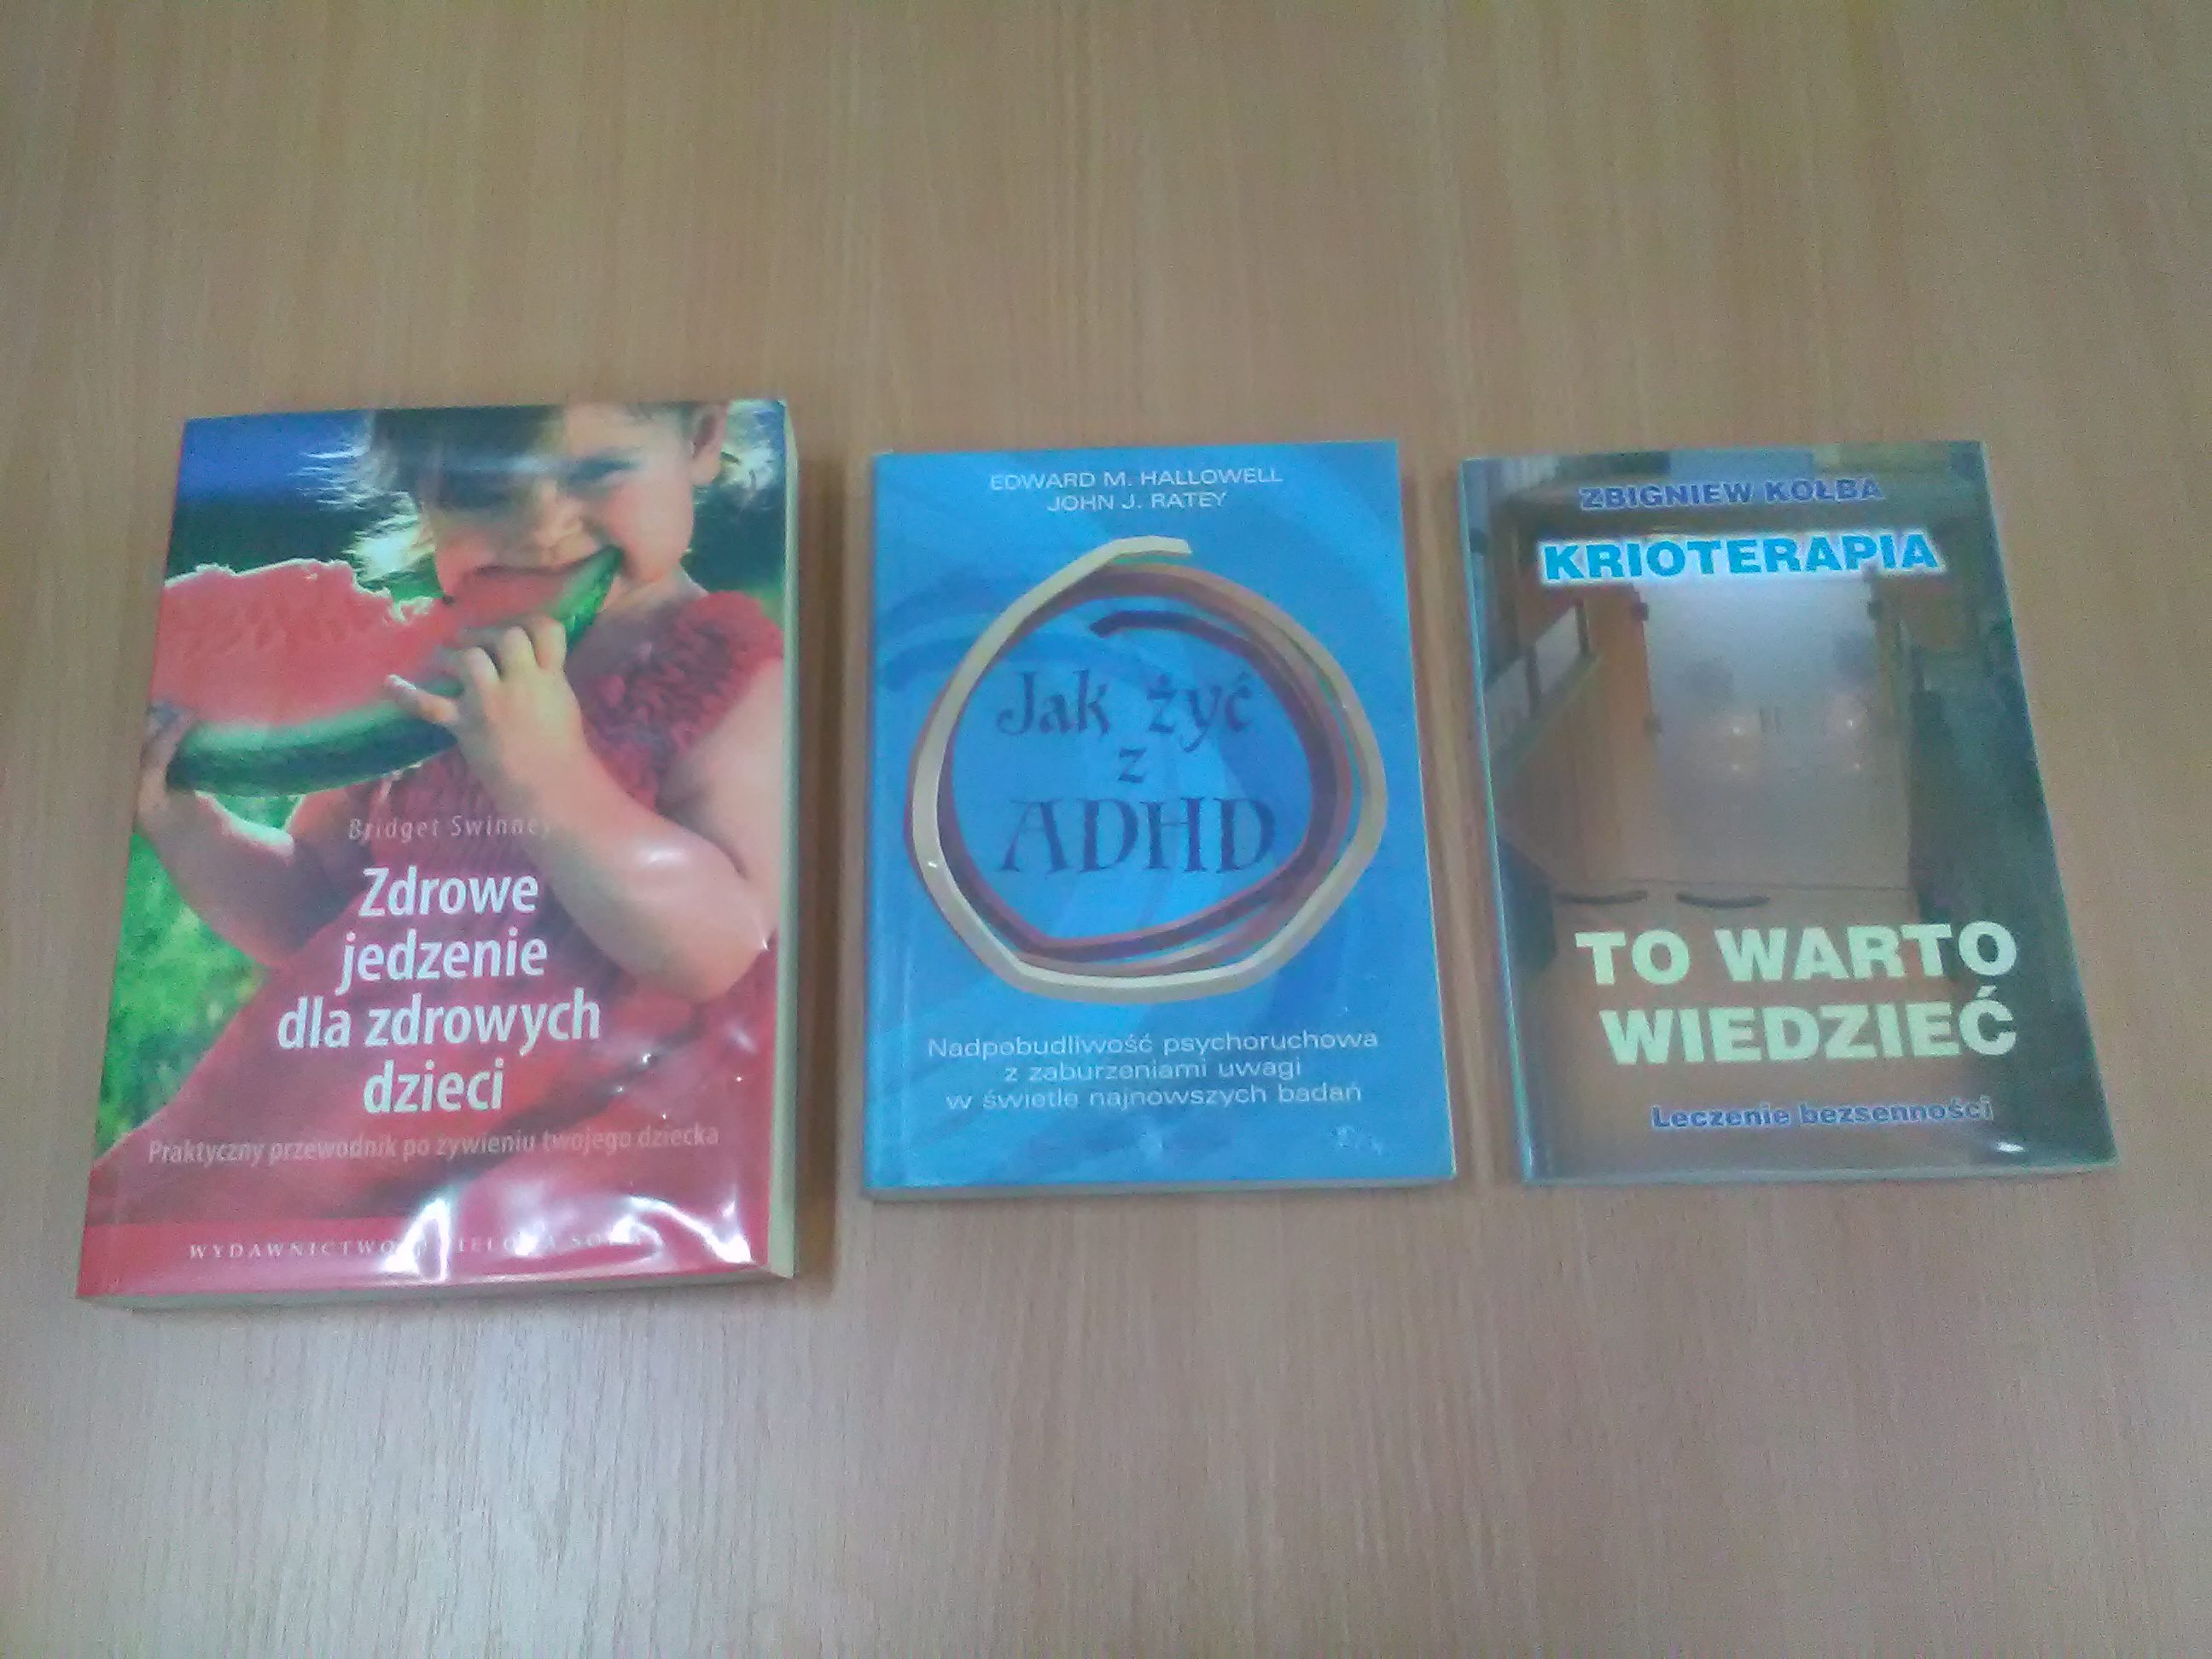 Bridget Swinney
Zdrowe
jedzenie
dla zdrowych
dzieci
Praktyczny przewodnik po żywieniu twojego dziecka
WYDAWNICTWO
EDWARD M. HALLOWELL
JOHN J. RATEY
Jak żyć
z
ADHD
Nadpobudliwość psychoruchowa
z zaburzeniami uwagi
w świetle najnowszych badań
ZBIGNIEW KOŁBA
KRIOTERAPIA
TO WARTO
WIEDZIEĆ
Leczenie bezsenności